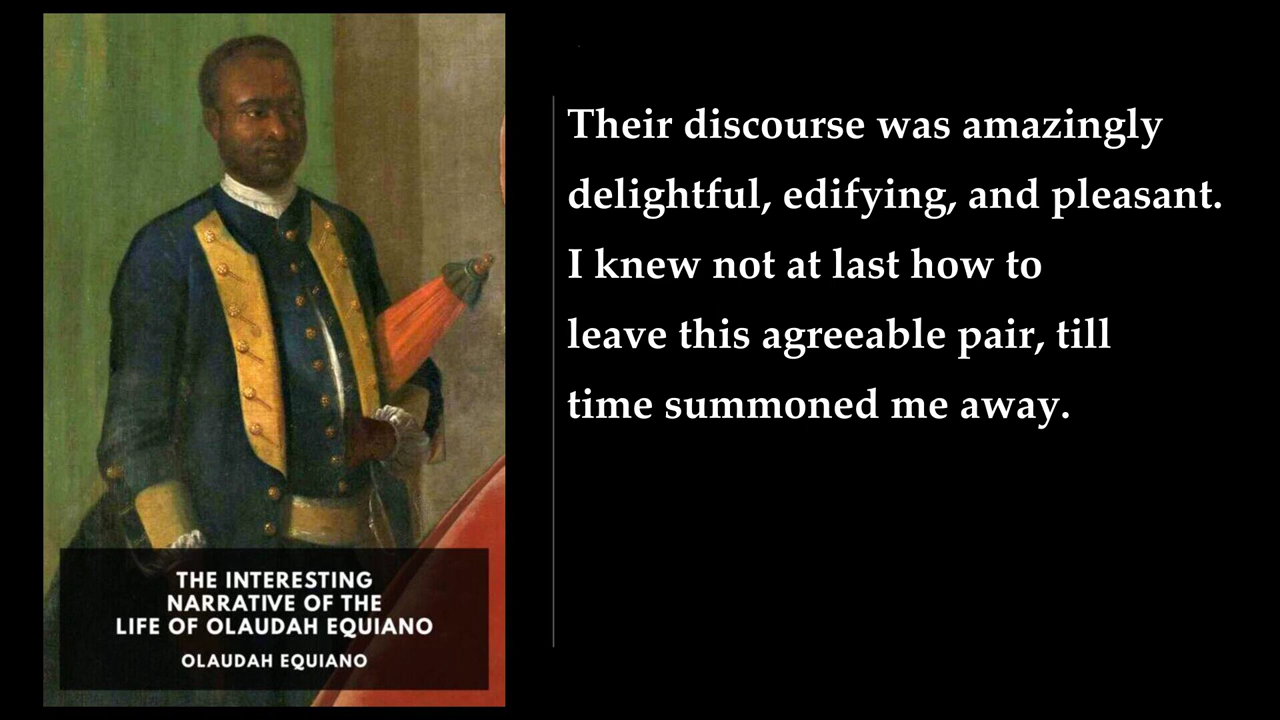 Their discourse was amazingly
delightful, edifying, and pleasant.
I knew not at last how to
leave this agreeable pair, till
time summoned me away.
THE INTERESTING
NARRATIVE OF THE
LIFE OF OLAUDAH EQUIANO
OLAUDAH EQUIANO